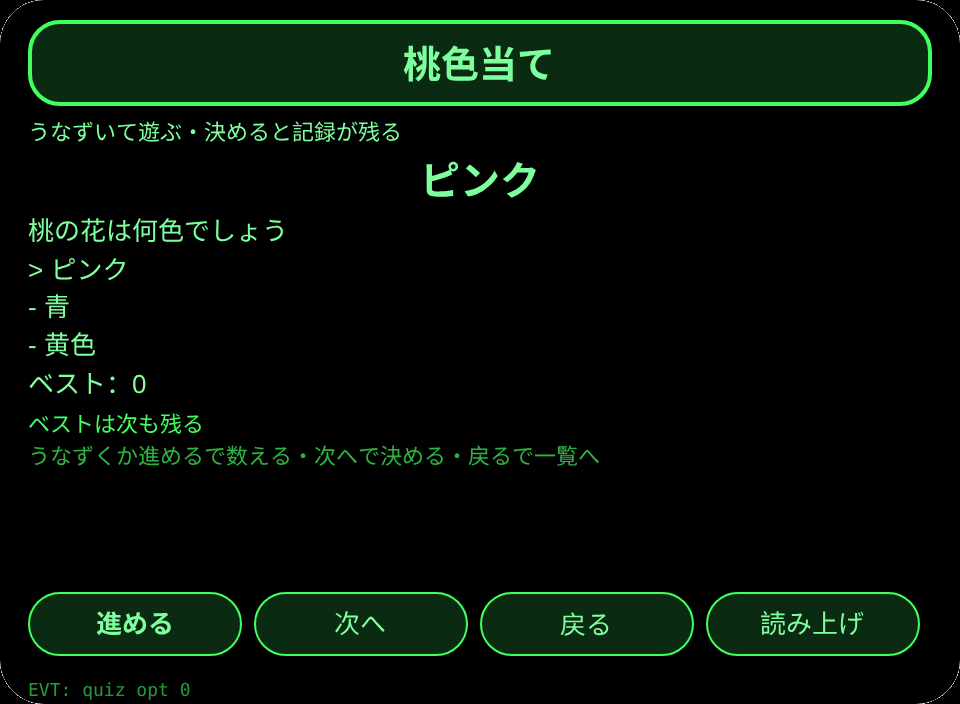 桃色当て
うなずいて遊ぶ・決めると記録が残る
ピンク
桃の花は何色でしょう
> ピンク
- 青
- 黄色
ベスト: 0
ベストは次も残る
うなずくか進めるで数える・次へで決める・戻るで一覧へ
進める 次へ 戻る 読み上げ
EVT: quiz opt 0